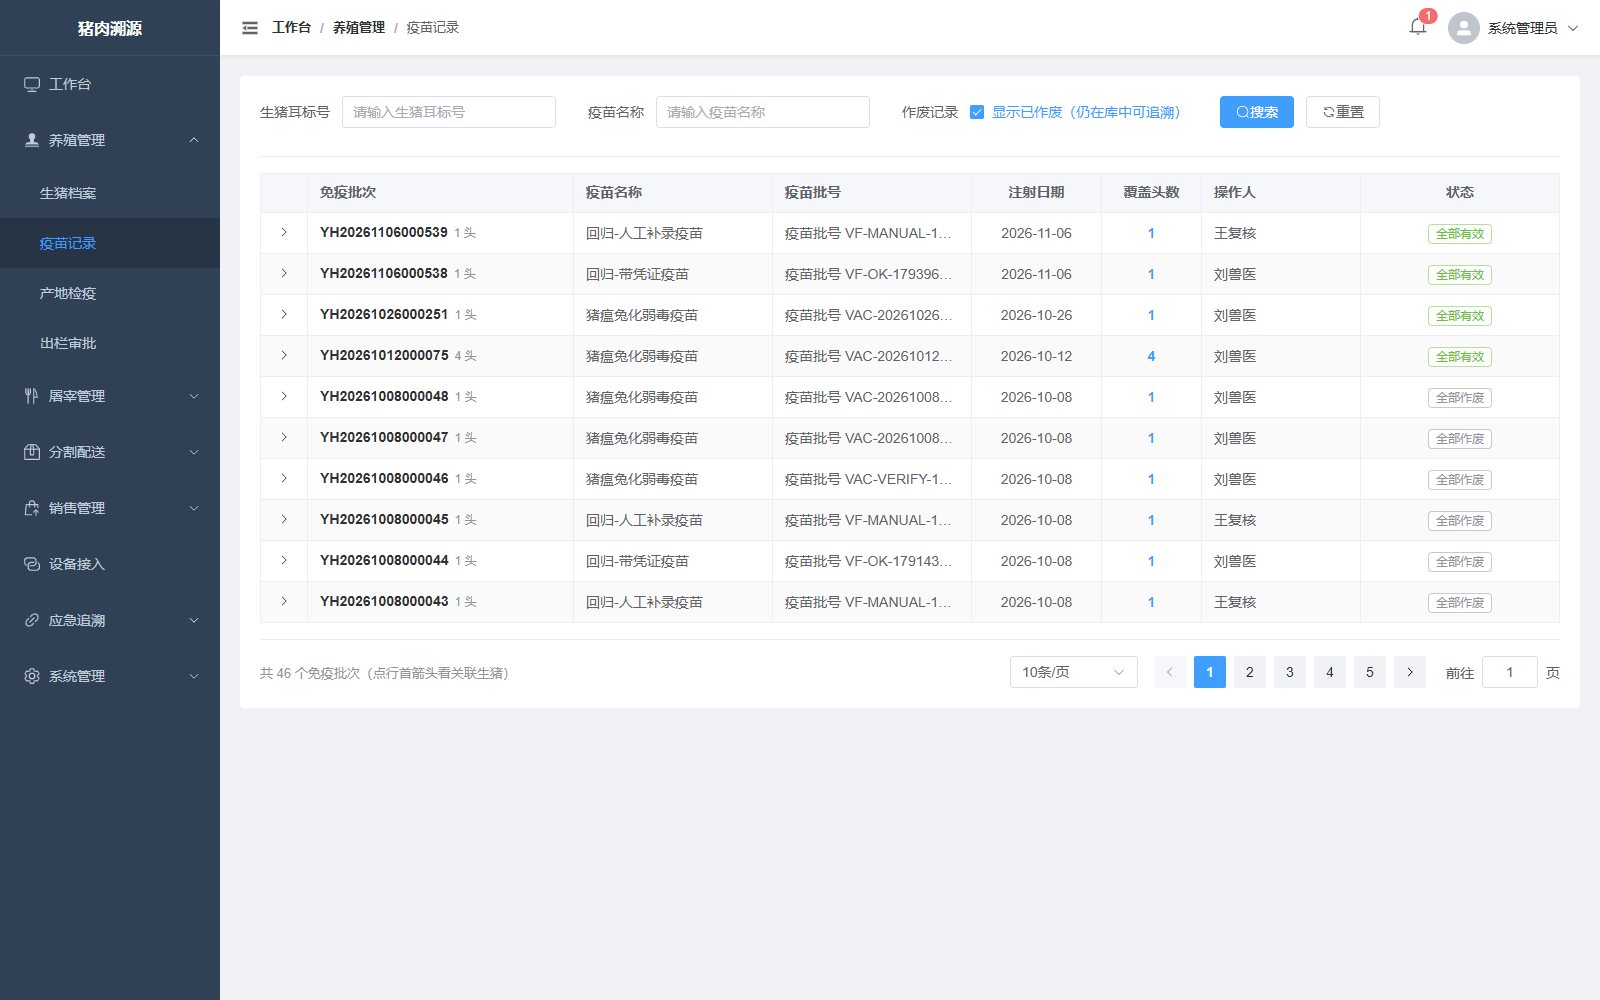 猪肉溯源
工作台 / 养殖管理 / 疫苗记录
1
系统管理员
工作台
养殖管理
生猪档案
疫苗记录
产地检疫
出栏审批
屠宰管理
分割配送
销售管理
设备接入
应急追溯
系统管理
生猪耳标号 请输入生猪耳标号 疫苗名称 请输入疫苗名称 作废记录 显示已作废（仍在库中可追溯） 搜索 重置
免疫批次 疫苗名称 疫苗批号 注射日期 覆盖头数 操作人 状态
YH20261106000539 1 头 回归-人工补录疫苗 疫苗批号 VF-MANUAL-1... 2026-11-06 1 王复核 全部有效
YH20261106000538 1 头 回归-带凭证疫苗 疫苗批号 VF-OK-179396... 2026-11-06 1 刘兽医 全部有效
YH20261026000251 1 头 猪瘟兔化弱毒疫苗 疫苗批号 VAC-20261026... 2026-10-26 1 刘兽医 全部有效
YH20261012000075 4 头 猪瘟兔化弱毒疫苗 疫苗批号 VAC-20261012... 2026-10-12 4 刘兽医 全部有效
YH20261008000048 1 头 猪瘟兔化弱毒疫苗 疫苗批号 VAC-20261008... 2026-10-08 1 刘兽医 全部作废
YH20261008000047 1 头 猪瘟兔化弱毒疫苗 疫苗批号 VAC-20261008... 2026-10-08 1 刘兽医 全部作废
YH20261008000046 1 头 猪瘟兔化弱毒疫苗 疫苗批号 VAC-VERIFY-1... 2026-10-08 1 刘兽医 全部作废
YH20261008000045 1 头 回归-人工补录疫苗 疫苗批号 VF-MANUAL-1... 2026-10-08 1 王复核 全部作废
YH20261008000044 1 头 回归-带凭证疫苗 疫苗批号 VF-OK-179143... 2026-10-08 1 刘兽医 全部作废
YH20261008000043 1 头 回归-人工补录疫苗 疫苗批号 VF-MANUAL-1... 2026-10-08 1 王复核 全部作废
共 46 个免疫批次（点行首箭头看关联生猪） 10条/页 1 2 3 4 5 前往 1 页